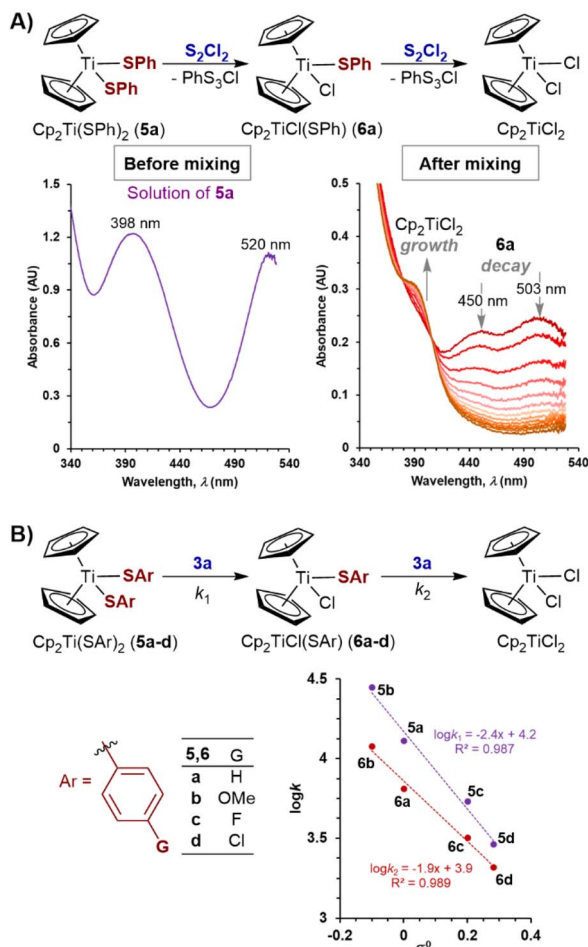 A)
S2Cl2
S2Cl2
Ti SPh SPh
- PhS3Cl
Ti SPh Cl
- PhS3Cl
Ti Cl Cl
Cp2Ti(SPh)2 (5a)
Cp2TiCl(SPh) (6a)
Cp2TiCl2
Before mixing
After mixing
Solution of 5a
398 nm
520 nm
1.5
1.2
0.9
0.6
0.3
0
Absorbance (AU)
340 390 440 490 540
Wavelength, λ (nm)
Cp2TiCl2
growth
6a
decay
450 nm
503 nm
0.5
0.4
0.3
0.2
0.1
0
Absorbance (AU)
340 390 440 490 540
Wavelength, λ (nm)
B)
3a
3a
Ti SAr SAr
k1
Ti SAr Cl
k2
Ti Cl Cl
Cp2Ti(SAr)2 (5a-d)
Cp2TiCl(SAr) (6a-d)
Cp2TiCl2
Ar =
G
5,6 G
a H
b OMe
c F
d Cl
4.5
4
3.5
3
logk
5b
5a
logk1 = -2.4x + 4.2
R² = 0.987
6b
6a
5c
5d
6c
6d
logk2 = -1.9x + 3.9
R² = 0.989
-0.2 0 0.2 0.4